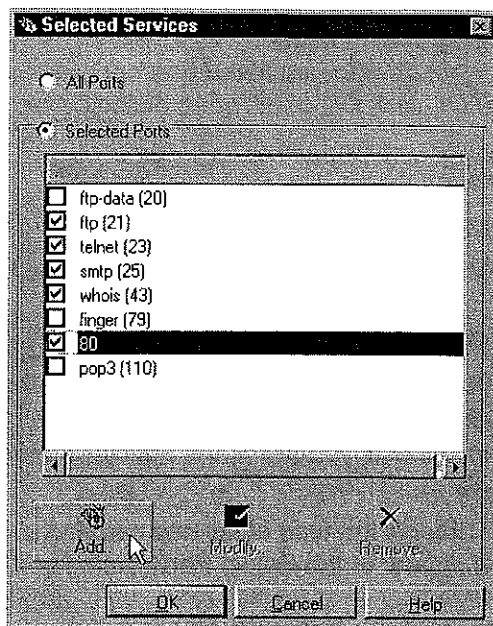 Selected Services
All Ports
Selected Ports
ftp-data (20)
ftp (21)
telnet (23)
smtp (25)
whois (43)
finger (79)
80
pop3 (110)
Add...
Modify...
Remove
OK
Cancel
Help